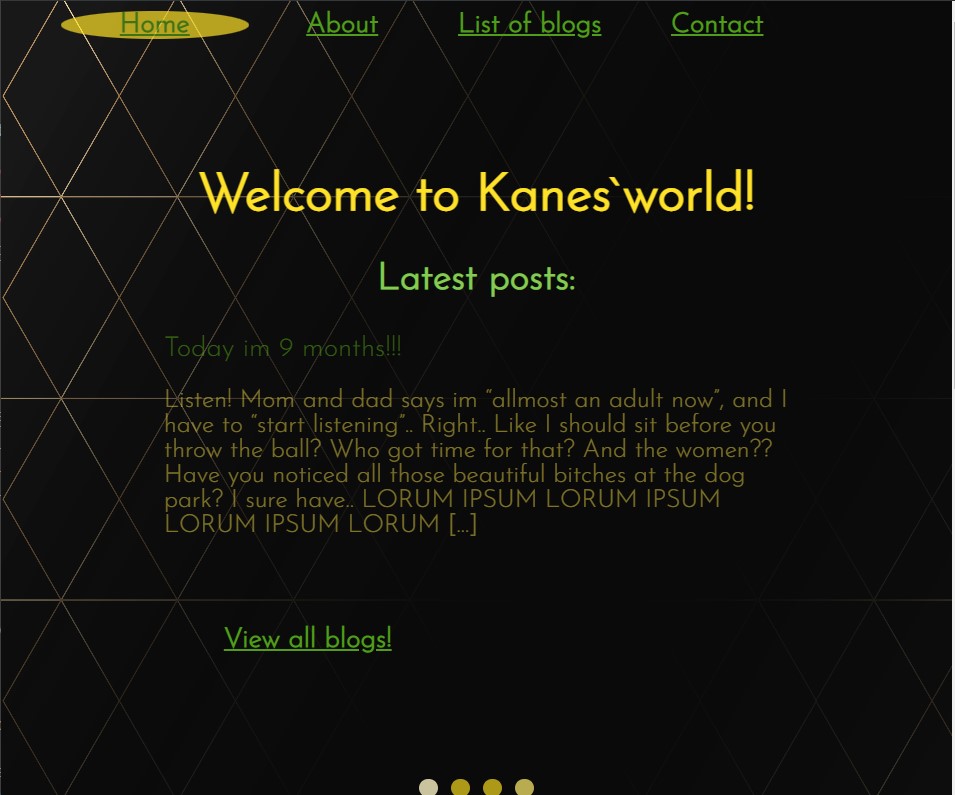 Home About List of blogs Contact
Welcome to Kanes`world!
Latest posts:
Today im 9 months!!!
Listen! Mom and dad says im “allmost an adult now”, and I
have to “start listening”.. Right.. Like I should sit before you
throw the ball? Who got time for that? And the women??
Have you noticed all those beautiful bitches at the dog
park? I sure have.. LORUM IPSUM LORUM IPSUM
LORUM IPSUM LORUM [...]
View all blogs!